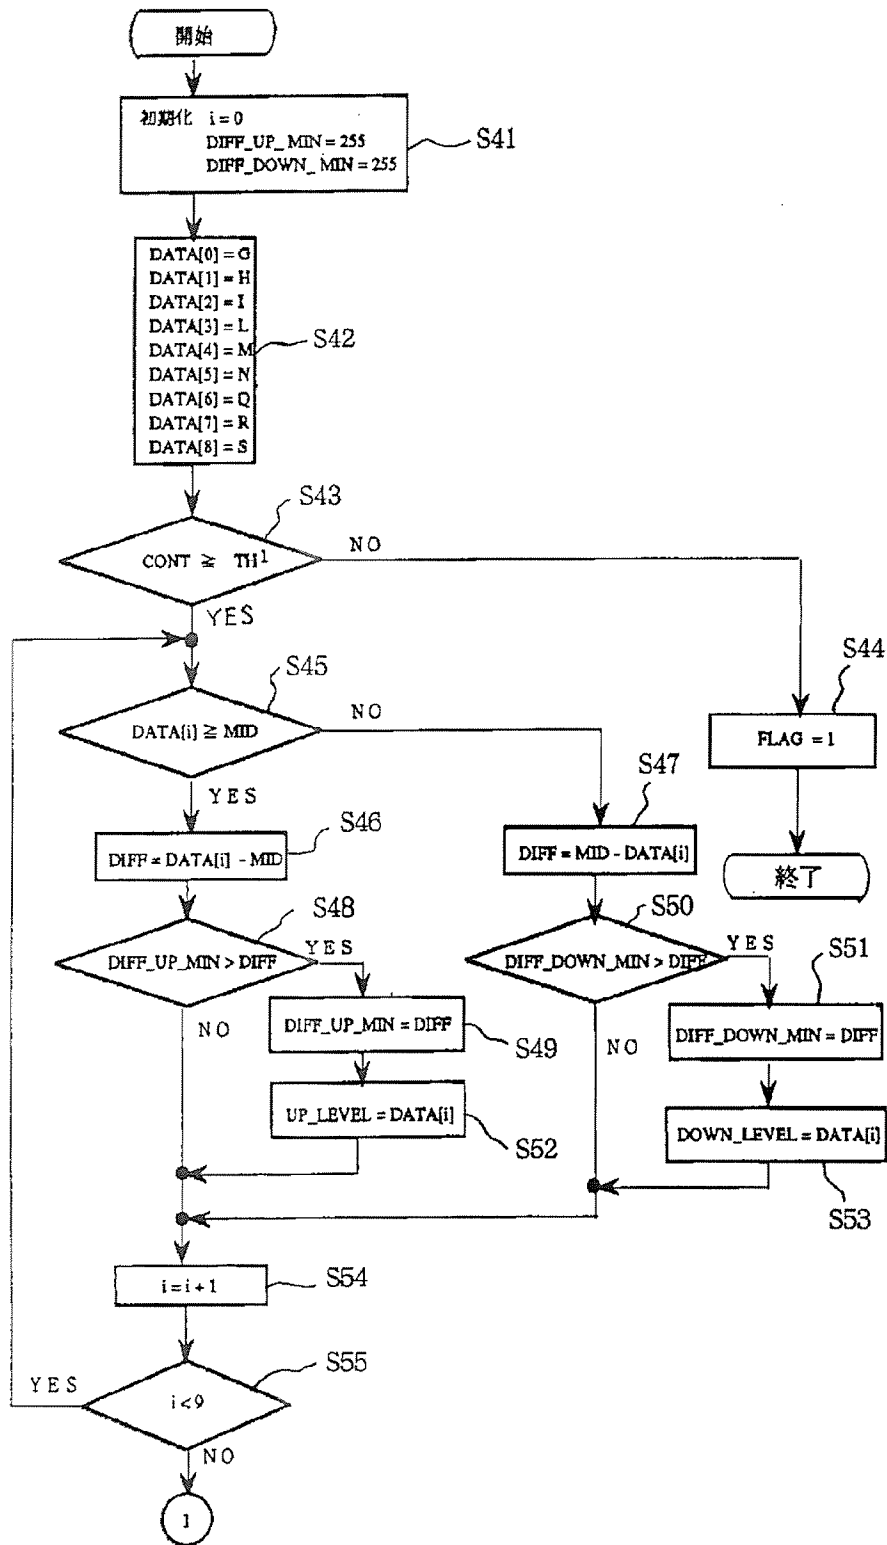 開始
初期化 i = 0
DIFF_UP_MIN = 255
DIFF_DOWN_MIN = 255
S41
DATA[0] = G
DATA[1] = H
DATA[2] = I
DATA[3] = L
DATA[4] = M
DATA[5] = N
DATA[6] = Q
DATA[7] = R
DATA[8] = S
S42
S43
CONT ≧ TH1
NO
YES
S44
FLAG = 1
終了
S45
DATA[i] ≧ MID
NO
YES
S46
DIFF = DATA[i] - MID
S47
DIFF = MID - DATA[i]
S48
DIFF_UP_MIN > DIFF
YES
NO
S50
DIFF_DOWN_MIN > DIFF
YES
NO
DIFF_UP_MIN = DIFF
S49
S51
DIFF_DOWN_MIN = DIFF
UP_LEVEL = DATA[i]
S52
DOWN_LEVEL = DATA[i]
S53
i = i + 1
S54
S55
i < 9
YES
NO
1